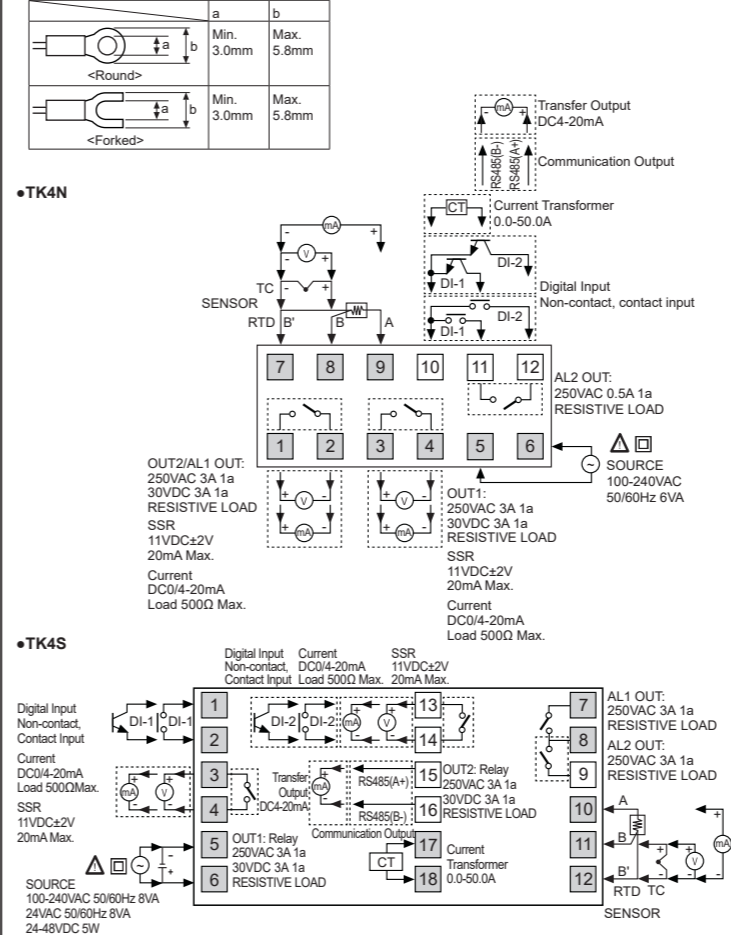 a b
Min. 3.0mm Max. 5.8mm
a b
<Round>
Min. 3.0mm Max. 5.8mm
a b
<Forked>
- mA +
Transfer Output
DC4-20mA
RS485(B-)
RS485(A+)
Communication Output
●TK4N
CT
Current Transformer
0.0-50.0A
- mA +
- V +
TC - +
SENSOR
RTD B' B A
DI-1 DI-2
Digital Input
Non-contact, contact input
DI-1 DI-2
7 8 9 10 11 12
AL2 OUT:
250VAC 0.5A 1a
RESISTIVE LOAD
1 2 3 4 5 6
~
SOURCE
100-240VAC
50/60Hz 6VA
OUT2/AL1 OUT:
250VAC 3A 1a
30VDC 3A 1a
RESISTIVE LOAD
SSR
11VDC±2V
20mA Max.
Current
DC0/4-20mA
Load 500Ω Max.
+ V -
+ mA -
+ V -
+ mA -
OUT1:
250VAC 3A 1a
30VDC 3A 1a
RESISTIVE LOAD
SSR
11VDC±2V
20mA Max.
Current
DC0/4-20mA
Load 500Ω Max.
●TK4S
Digital Input
Non-contact,
Contact Input
Current
DC0/4-20mA
Load 500Ω Max.
SSR
11VDC±2V
20mA Max.
Digital Input
Non-contact,
Contact Input
DI-1 DI-1
1
2
DI-2 DI-2
+ mA -
+ V -
13
14
7
8
9
AL1 OUT:
250VAC 3A 1a
RESISTIVE LOAD
AL2 OUT:
250VAC 3A 1a
RESISTIVE LOAD
Current
DC0/4-20mA
Load 500ΩMax.
SSR
11VDC±2V
20mA Max.
+ mA -
+ V -
3
4
Transfer
Output
DC4-20mA
+ mA -
RS485(A+)
RS485(B-)
Communication Output
15
16
OUT2: Relay
250VAC 3A 1a
30VDC 3A 1a
RESISTIVE LOAD
~
- +
5
6
OUT1: Relay
250VAC 3A 1a
30VDC 3A 1a
RESISTIVE LOAD
CT
17
18
Current
Transformer
0.0-50.0A
10
11
12
A
B
B'
RTD TC
+ -
+ V -
+ mA -
SENSOR
SOURCE
100-240VAC 50/60Hz 8VA
24VAC 50/60Hz 8VA
24-48VDC 5W